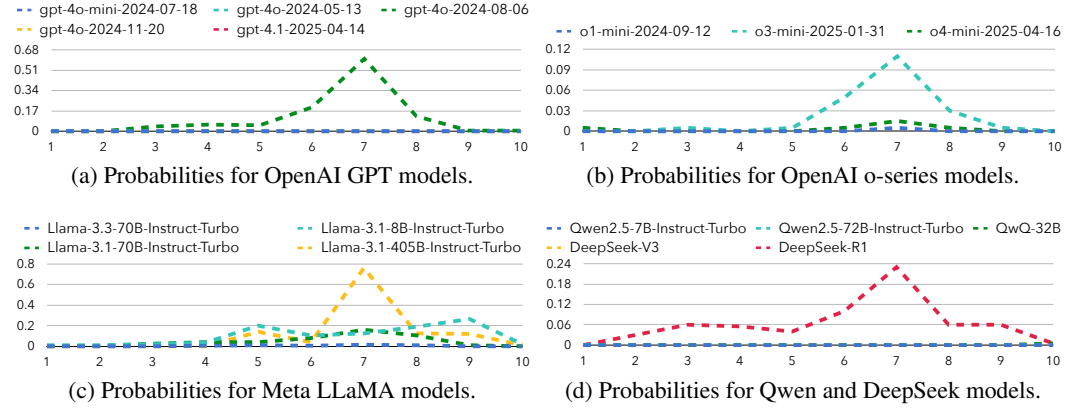 gpt-4o-mini-2024-07-18 gpt-4o-2024-05-13 gpt-4o-2024-08-06
gpt-4o-2024-11-20 gpt-4.1-2025-04-14
0.68
0.51
0.34
0.17
0
1 2 3 4 5 6 7 8 9 10
(a) Probabilities for OpenAI GPT models.
o1-mini-2024-09-12 o3-mini-2025-01-31 o4-mini-2025-04-16
0.12
0.09
0.06
0.03
0
1 2 3 4 5 6 7 8 9 10
(b) Probabilities for OpenAI o-series models.
Llama-3.3-70B-Instruct-Turbo Llama-3.1-8B-Instruct-Turbo
Llama-3.1-70B-Instruct-Turbo Llama-3.1-405B-Instruct-Turbo
0.8
0.6
0.4
0.2
0
1 2 3 4 5 6 7 8 9 10
(c) Probabilities for Meta LLaMA models.
Qwen2.5-7B-Instruct-Turbo Qwen2.5-72B-Instruct-Turbo QwQ-32B
DeepSeek-V3 DeepSeek-R1
0.24
0.18
0.12
0.06
0
1 2 3 4 5 6 7 8 9 10
(d) Probabilities for Qwen and DeepSeek models.